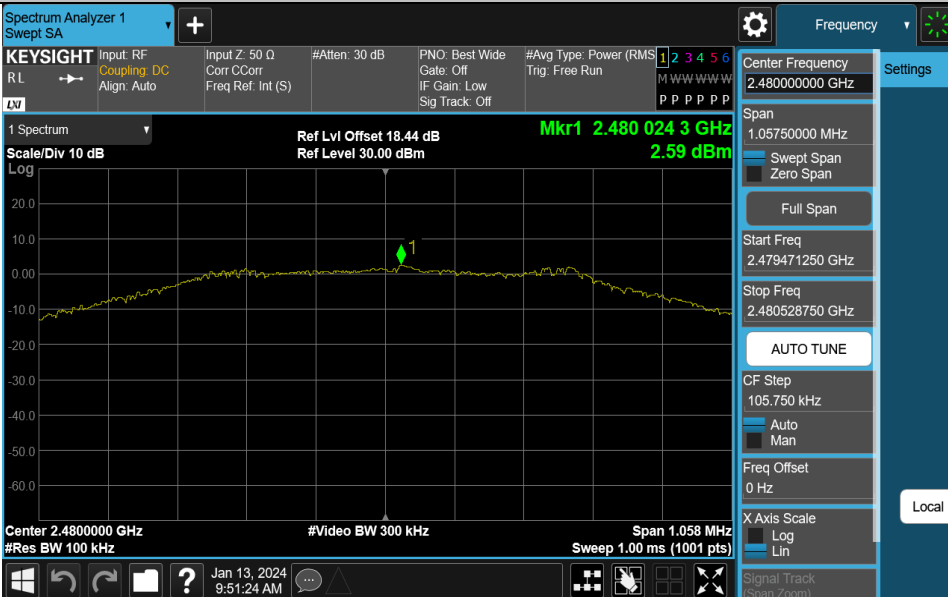 Spectrum Analyzer 1
Swept SA
+
Frequency
KEYSIGHT
RL
LXI
Input: RF
Coupling: DC
Align: Auto
Input Z: 50 Ω
Corr CCorr
Freq Ref: Int (S)
#Atten: 30 dB
PNO: Best Wide
Gate: Off
IF Gain: Low
Sig Track: Off
#Avg Type: Power (RMS
Trig: Free Run
1 2 3 4 5 6
M W W W W W
P P P P P P
1 Spectrum
Scale/Div 10 dB
Ref Lvl Offset 18.44 dB
Ref Level 30.00 dBm
Mkr1 2.480 024 3 GHz
2.59 dBm
Log
20.0
10.0
0.00
-10.0
-20.0
-30.0
-40.0
-50.0
-60.0
1
Center 2.4800000 GHz
#Res BW 100 kHz
#Video BW 300 kHz
Span 1.058 MHz
Sweep 1.00 ms (1001 pts)
Jan 13, 2024
9:51:24 AM
?
Center Frequency
2.480000000 GHz
Span
1.05750000 MHz
Swept Span
Zero Span
Full Span
Start Freq
2.479471250 GHz
Stop Freq
2.480528750 GHz
AUTO TUNE
CF Step
105.750 kHz
Auto
Man
Freq Offset
0 Hz
X Axis Scale
Log
Lin
Signal Track
(Span Zoom)
Settings
Local